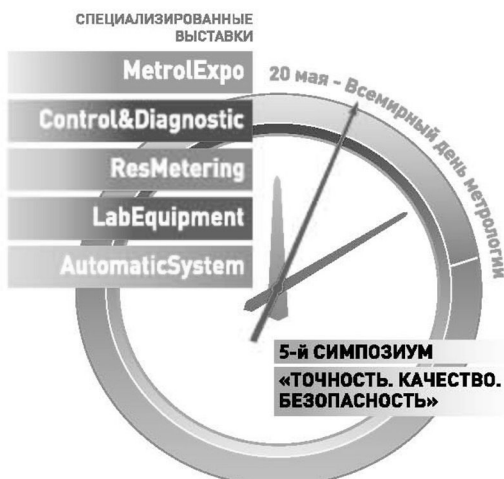 СПЕЦИАЛИЗИРОВАННЫЕ
ВЫСТАВКИ
MetrolExpo
Control&Diagnostic
ResMetering
LabEquipment
AutomaticSystem
20 мая - Всемирный день метрологии
5-й СИМПОЗИУМ
«ТОЧНОСТЬ. КАЧЕСТВО.
БЕЗОПАСНОСТЬ»